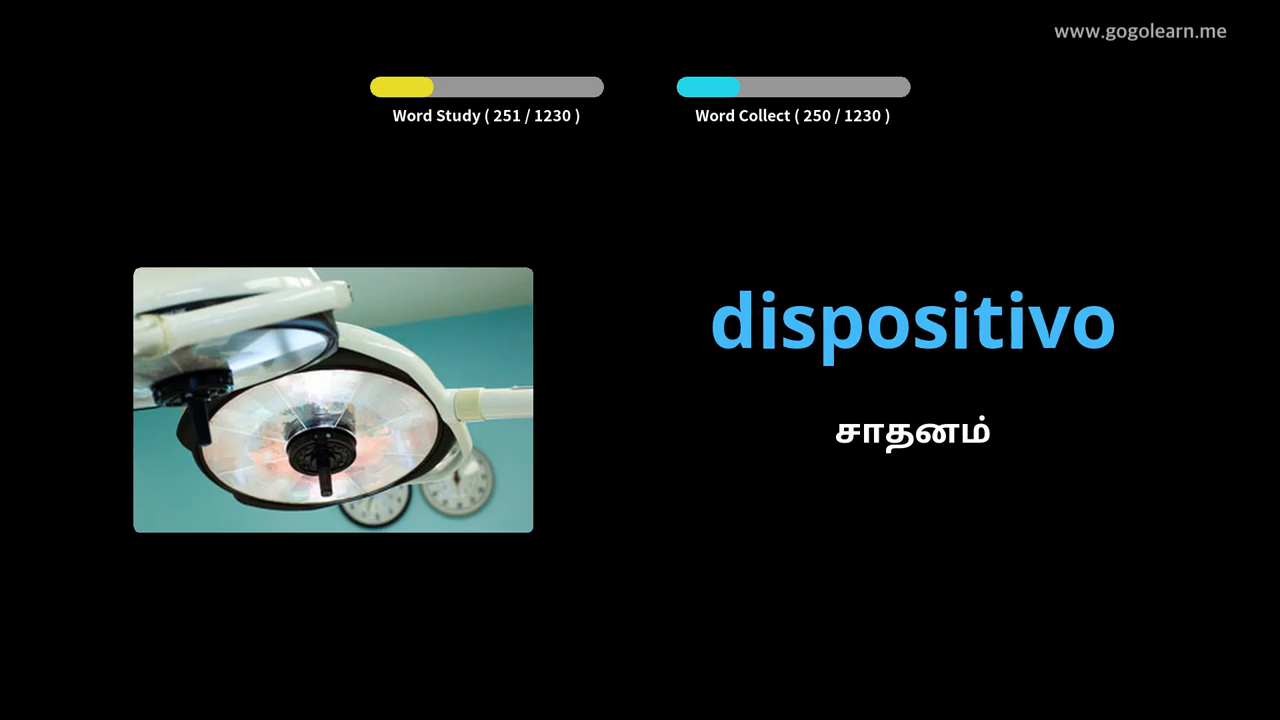 www.gogolearn.me
Word Study ( 251 / 1230 )
Word Collect ( 250 / 1230 )
dispositivo
சாதனம்